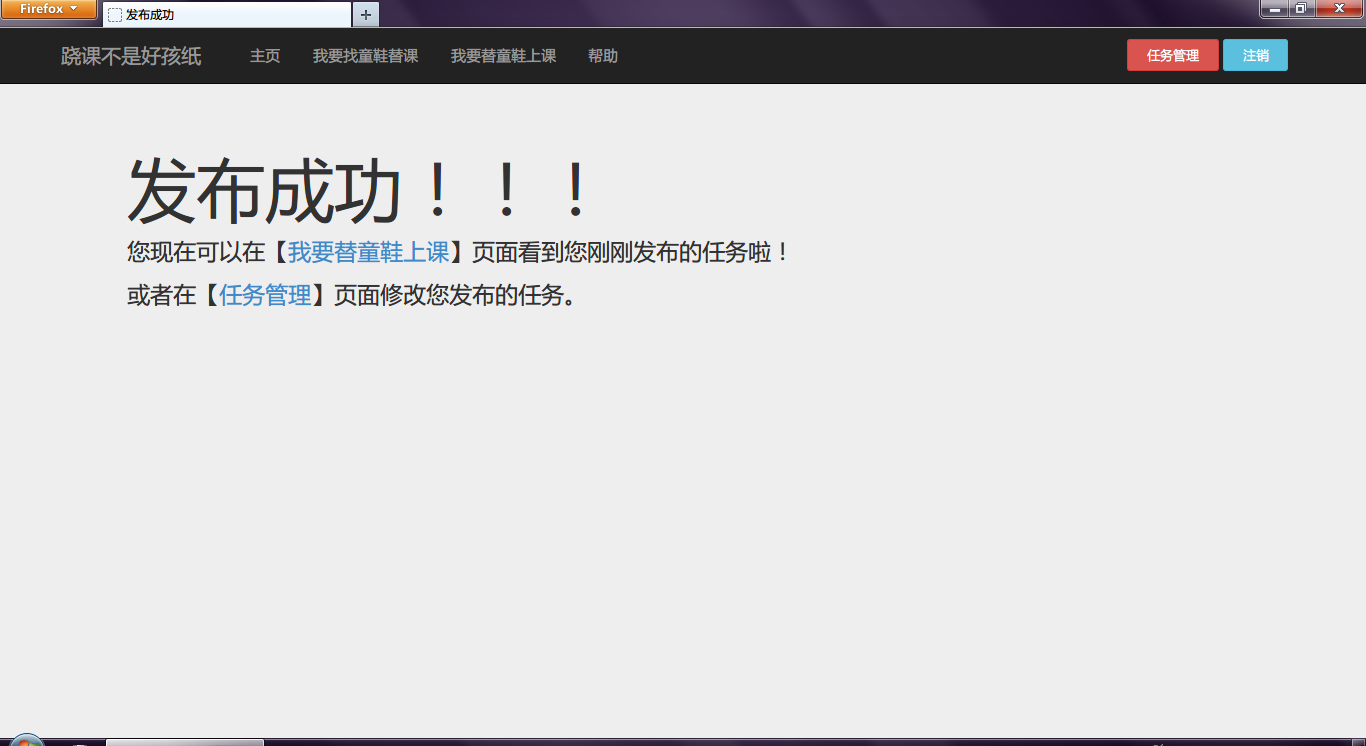 Firefox
发布成功
跷课不是好孩纸 主页 我要找童鞋替课 我要替童鞋上课 帮助 任务管理 注销
发布成功！！！
您现在可以在【我要替童鞋上课】页面看到您刚刚发布的任务啦！
或者在【任务管理】页面修改您发布的任务。